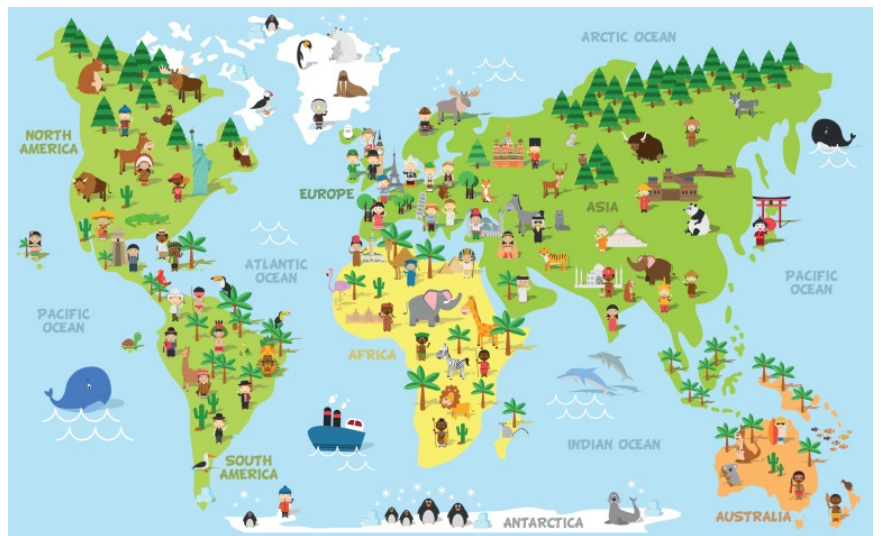 ARCTIC OCEAN
NORTH
AMERICA
EUROPE
ASIA
ATLANTIC
OCEAN
PACIFIC
OCEAN
PACIFIC
OCEAN
AFRICA
INDIAN OCEAN
SOUTH
AMERICA
AUSTRALIA
ANTARCTICA